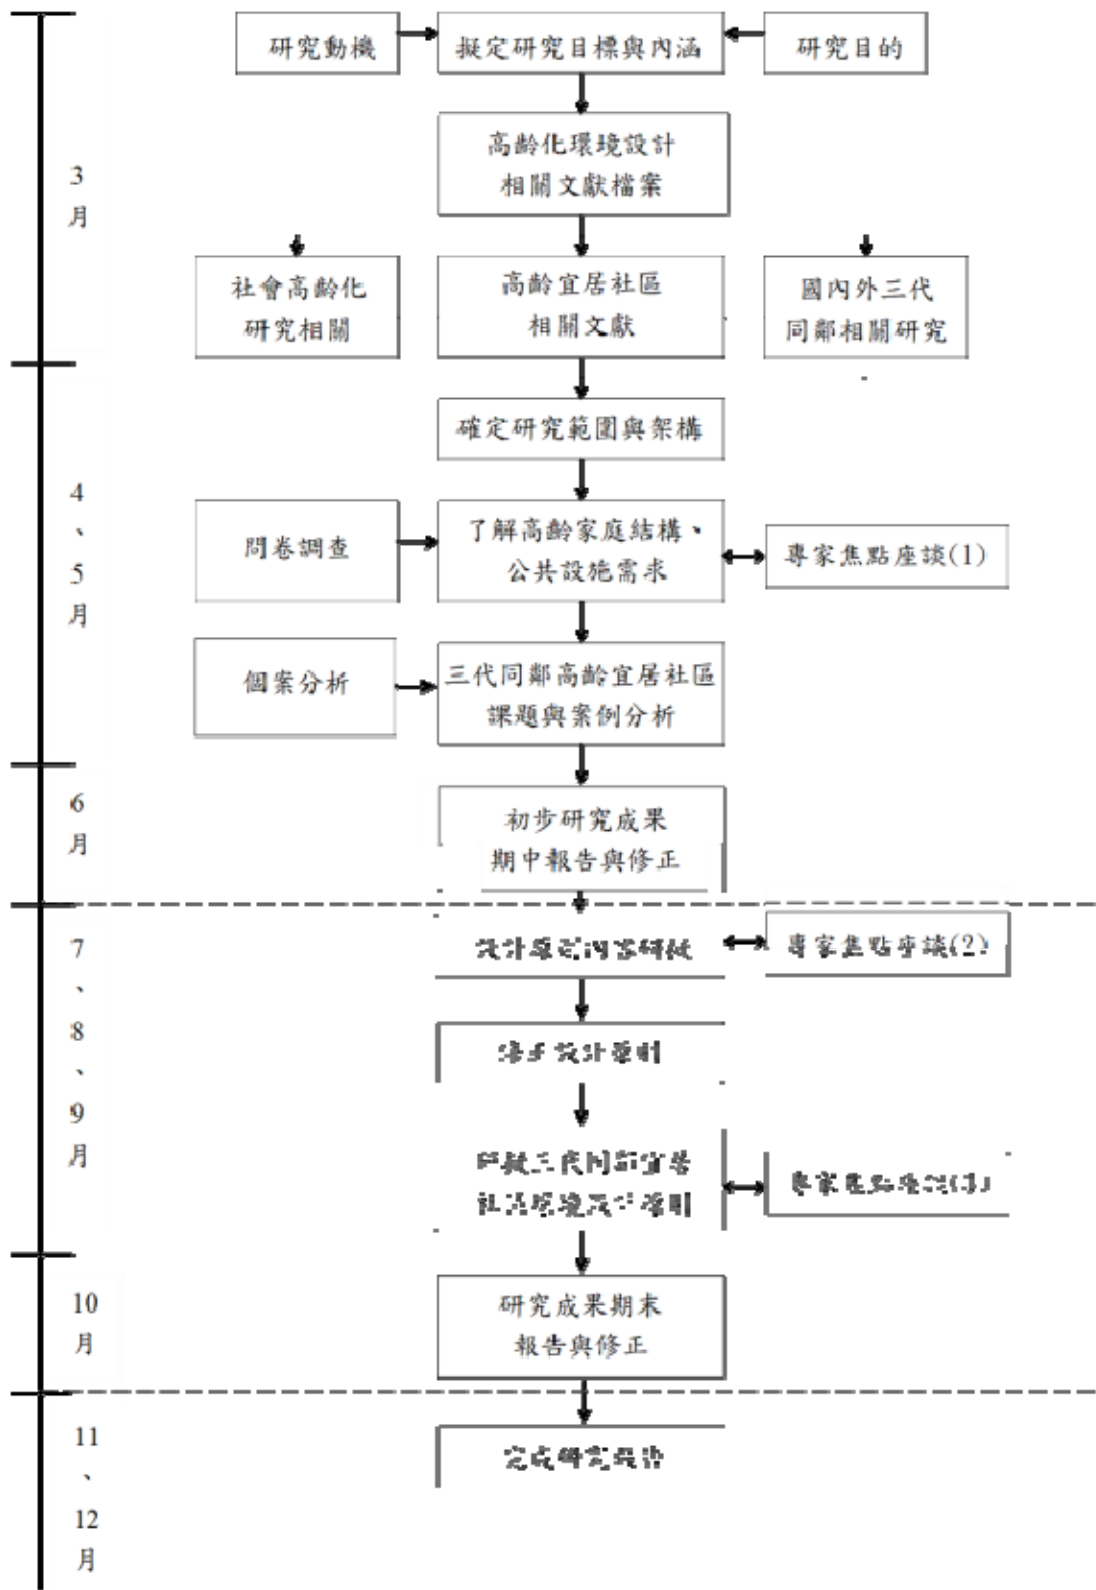 研究動機
擬定研究目標與內涵
研究目的
高齡化環境設計
相關文獻檔案
3
月
社會高齡化
研究相關
高齡宜居社區
相關文獻
國內外三代
同鄰相關研究
確定研究範圍與架構
4
、
5
月
問卷調查
了解高齡家庭結構、
公共設施需求
專家焦點座談(1)
個案分析
三代同鄰高齡宜居社區
課題與案例分析
6
月
初步研究成果
期中報告與修正
7
、
8
、
9
月
專家焦點座談(2)
10
月
研究成果期末
報告與修正
11
、
12
月
完成研究報告